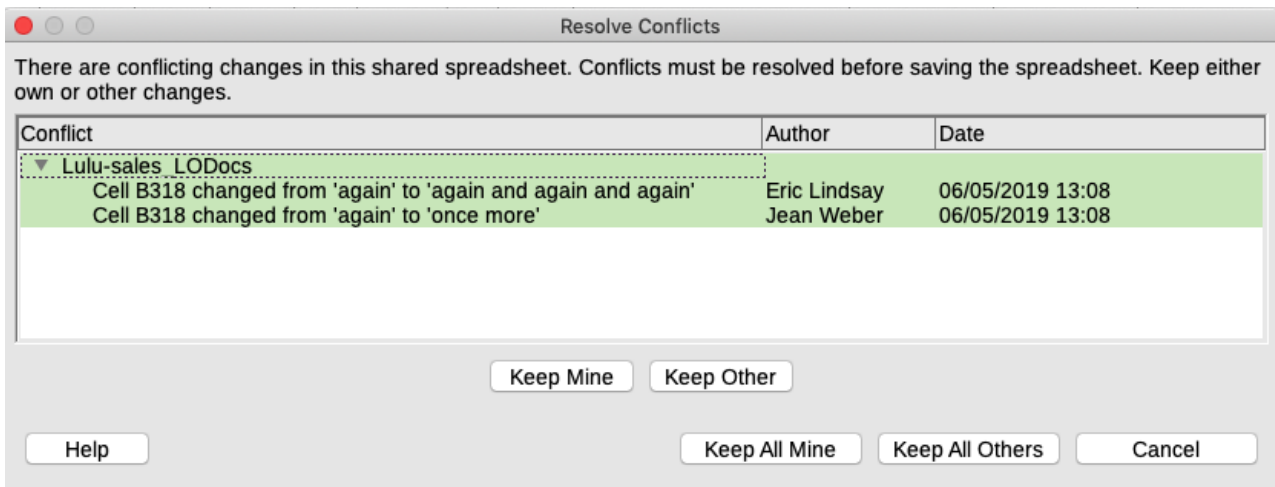 Resolve Conflicts
There are conflicting changes in this shared spreadsheet. Conflicts must be resolved before saving the spreadsheet. Keep either
own or other changes.
Conflict Author Date
Lulu-sales_LODocs
Cell B318 changed from 'again' to 'again and again and again' Eric Lindsay 06/05/2019 13:08
Cell B318 changed from 'again' to 'once more' Jean Weber 06/05/2019 13:08
Keep Mine Keep Other
Help Keep All Mine Keep All Others Cancel